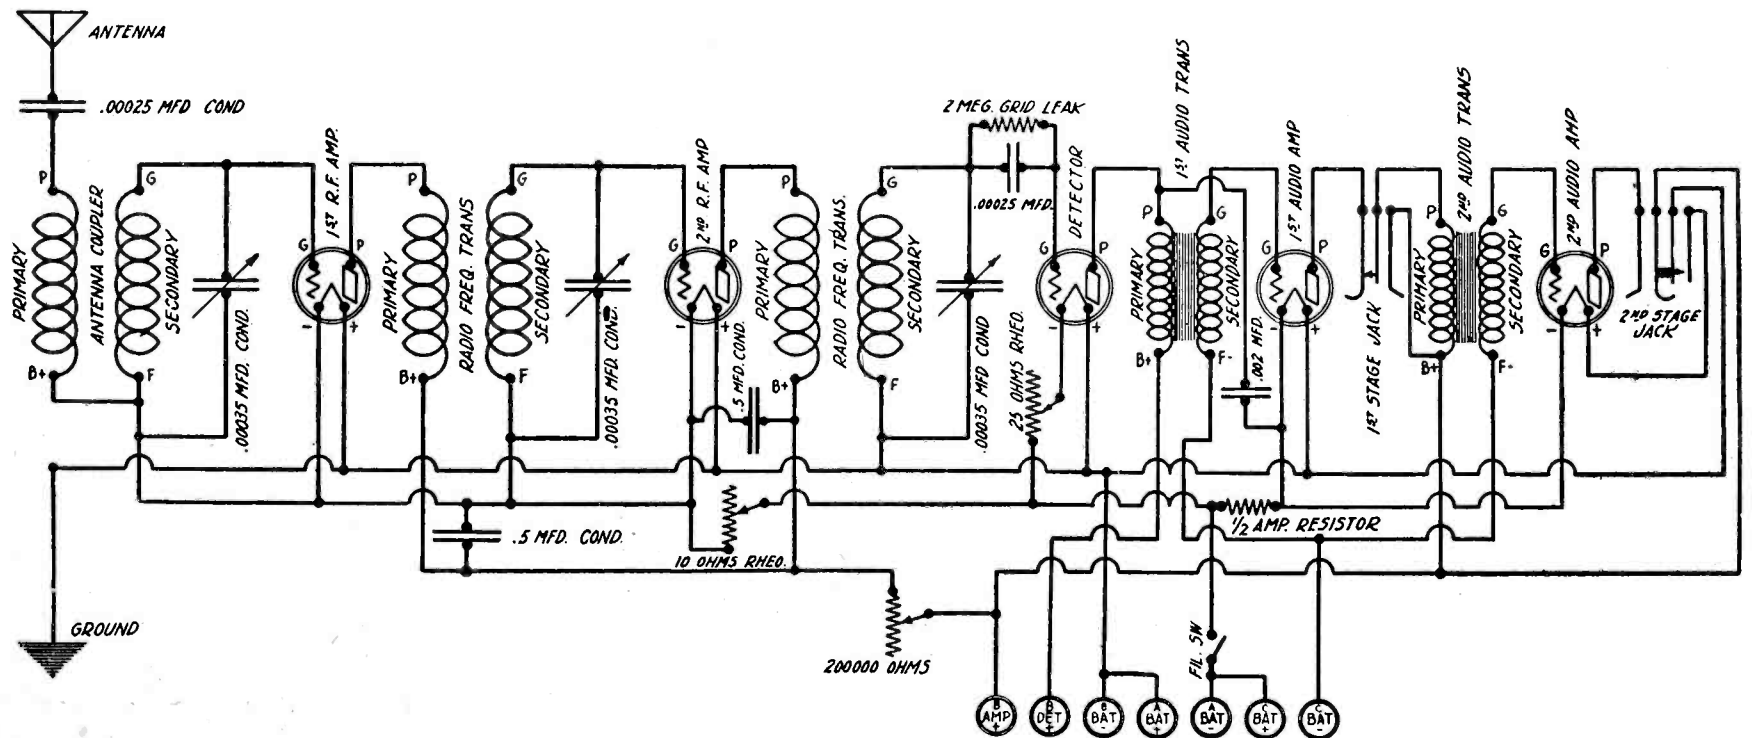 ANTENNA
.00025 MFD COND
P
G
PRIMARY
ANTENNA COUPLER
SECONDARY
B+
F
.00035 MFD. COND.
1ST R.F. AMP.
G
P
-
+
P
G
PRIMARY
RADIO FREQ. TRANS
SECONDARY
B+
F
.00035 MFD. COND.
2ND R.F. AMP
G
P
-
+
.5 MFD. COND.
P
G
PRIMARY
RADIO FREQ. TRANS.
SECONDARY
B+
F
.00035 MFD COND
2 MEG. GRID LEAK
.00025 MFD.
DETECTOR
G
P
-
+
25 OHMS RHEO.
1ST AUDIO TRANS
P
G
PRIMARY
SECONDARY
B+
F-
.002 MFD.
1ST AUDIO AMP
G
P
-
+
1ST STAGE JACK
2ND AUDIO TRANS
P
G
PRIMARY
SECONDARY
B+
F-
2ND AUDIO AMP
G
P
-
+
2ND STAGE
JACK
.5 MFD. COND.
10 OHMS RHEO.
1/2 AMP. RESISTOR
GROUND
200000 OHMS
FIL. SW
B
AMP
+
B
DET
+
B
BAT
-
A
BAT
+
A
BAT
-
C
BAT
+
C
BAT
-